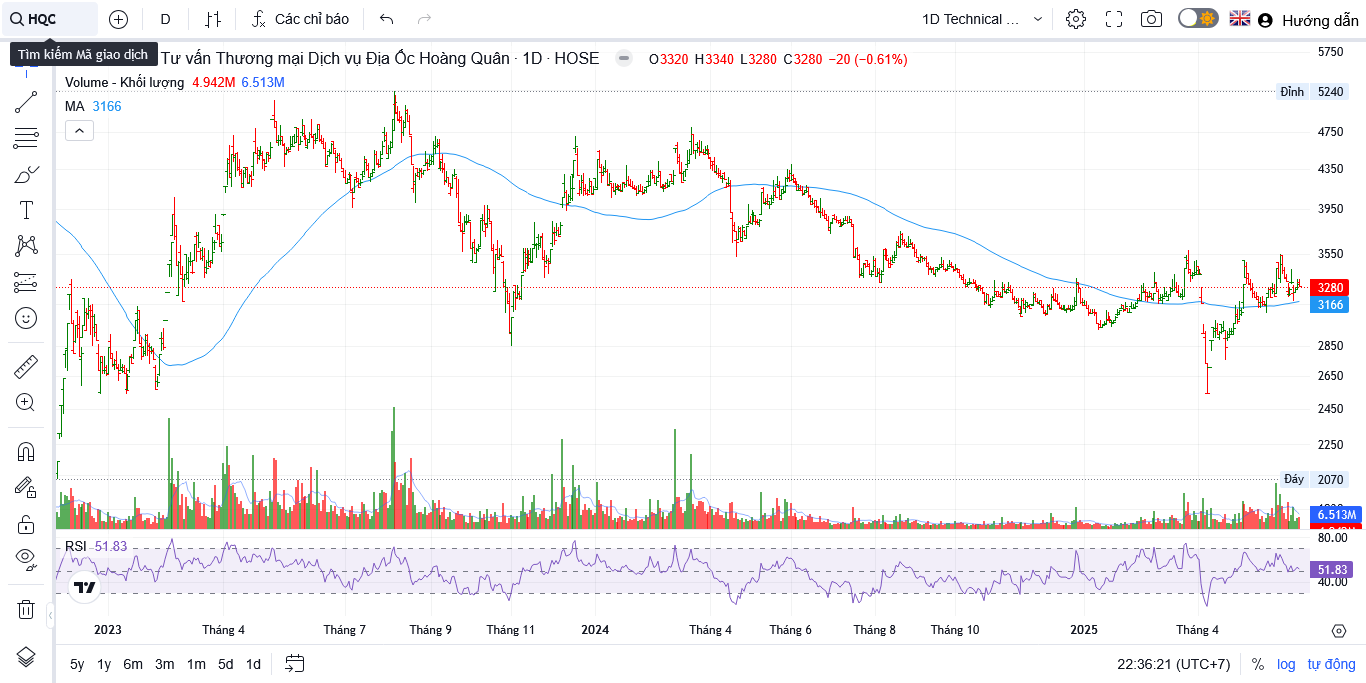 HQC
D
Các chỉ báo
1D Technical ...
Hướng dẫn
Tìm kiếm Mã giao dịch
Tư vấn Thương mại Dịch vụ Địa Ốc Hoàng Quân · 1D · HOSE
O3320 H3340 L3280 C3280 −20 (−0.61%)
Volume - Khối lượng 4.942M 6.513M
MA 3166
5750
Đỉnh 5240
4750
4350
3950
3550
3280
3166
2850
2650
2450
2250
Đáy 2070
6.513M
RSI 51.83
80.00
51.83
40.00
2023 Tháng 4 Tháng 7 Tháng 9 Tháng 11 2024 Tháng 4 Tháng 6 Tháng 8 Tháng 10 2025 Tháng 4
5y 1y 6m 3m 1m 5d 1d
22:36:21 (UTC+7) % log tự động